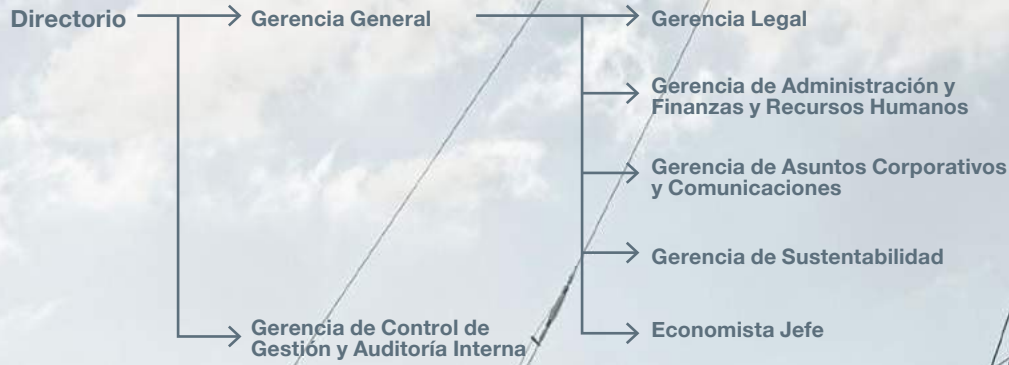 Directorio
Gerencia General
Gerencia Legal
Gerencia de Administración y
Finanzas y Recursos Humanos
Gerencia de Asuntos Corporativos
y Comunicaciones
Gerencia de Sustentabilidad
Gerencia de Control de
Gestión y Auditoría Interna
Economista Jefe